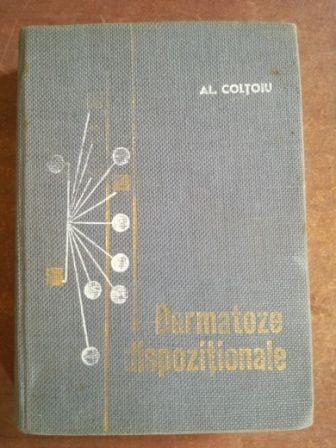 AL. COLȚOIU
Dermatoze
dispoziționale